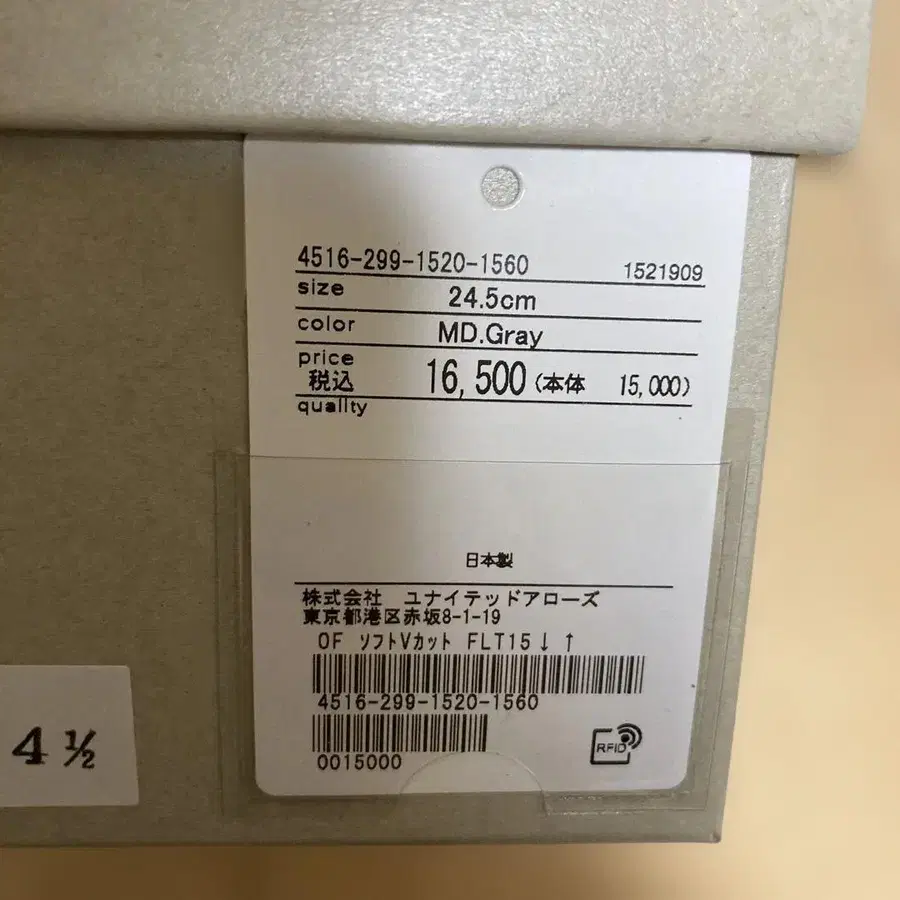 4516-299-1520-1560 1521909
size 24.5cm
color MD.Gray
price
税込 16,500 (本体 15,000)
quality
日本製
株式会社 ユナイテッドアローズ
東京都港区赤坂8-1-19
OF ソフトVカット FLT15↓ ↑
4516-299-1520-1560
0015000
RFID
4 ½